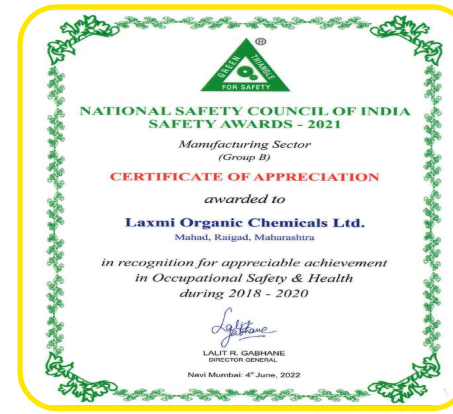 ®
GREEN TRIANGLE
FOR SAFETY
NATIONAL SAFETY COUNCIL OF INDIA
SAFETY AWARDS - 2021
Manufacturing Sector
(Group B)
CERTIFICATE OF APPRECIATION
awarded to
Laxmi Organic Chemicals Ltd.
Mahad, Raigad, Maharashtra
in recognition for appreciable achievement
in Occupational Safety & Health
during 2018 - 2020
Lalit Gabhane
LALIT R. GABHANE
DIRECTOR GENERAL
Navi Mumbai: 4th June, 2022